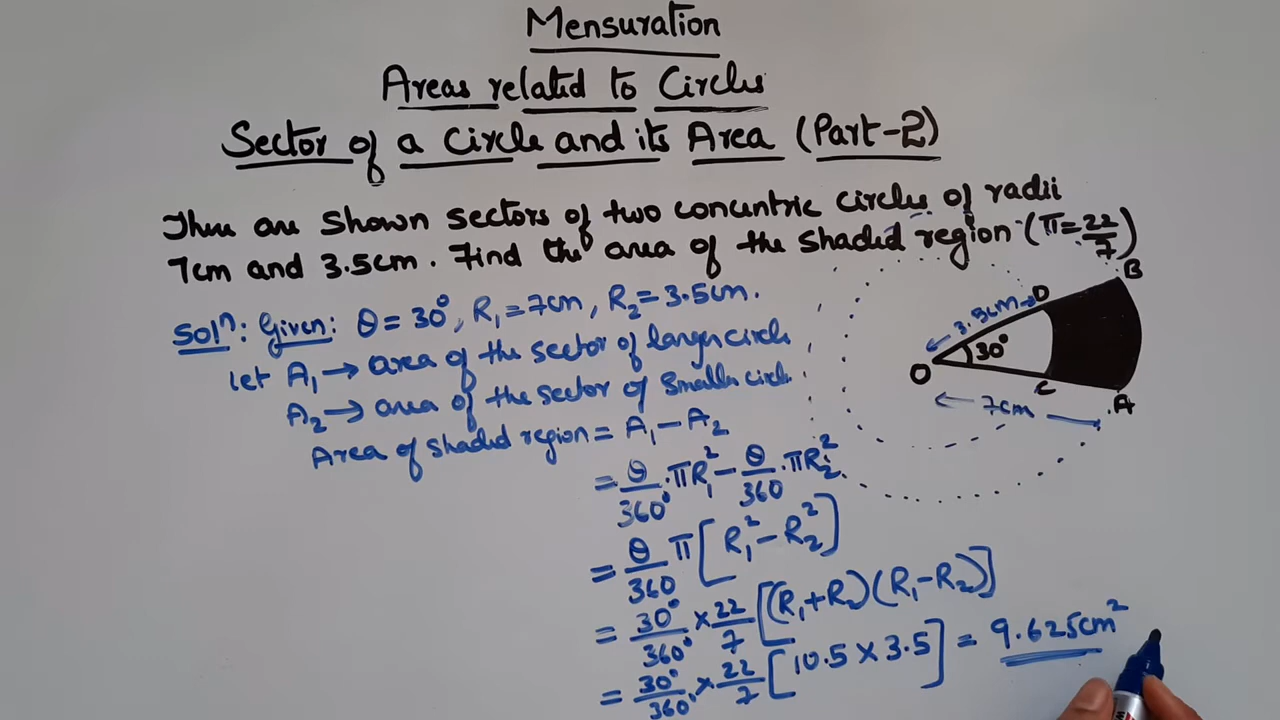 Mensuration
Areas related to Circles
Sector of a Circle and its Area (Part-2)
There are shown sectors of two concentric circles of radii
7cm and 3.5cm. Find the area of the shaded region (π=22/7)
Solⁿ: Given: θ = 30°, R₁=7cm, R₂=3.5cm.
let A₁→ area of the sector of larger circle
A₂→ area of the sector of smaller circle
Area of shaded region = A₁-A₂
= θ/360° · πR₁² - θ/360 · πR₂²
= θ/360 π[R₁² - R₂²]
= 30°/360° × 22/7 [(R₁+R₂)(R₁-R₂)]
= 30°/360 × 22/7 [10.5 × 3.5] = 9.625cm²
B
D
3.5cm
30°
O
C
A
7cm